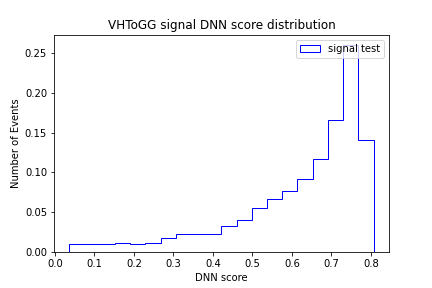 VHToGG signal DNN score distribution
signal test
Number of Events
0.25
0.20
0.15
0.10
0.05
0.00
0.0 0.1 0.2 0.3 0.4 0.5 0.6 0.7 0.8
DNN score